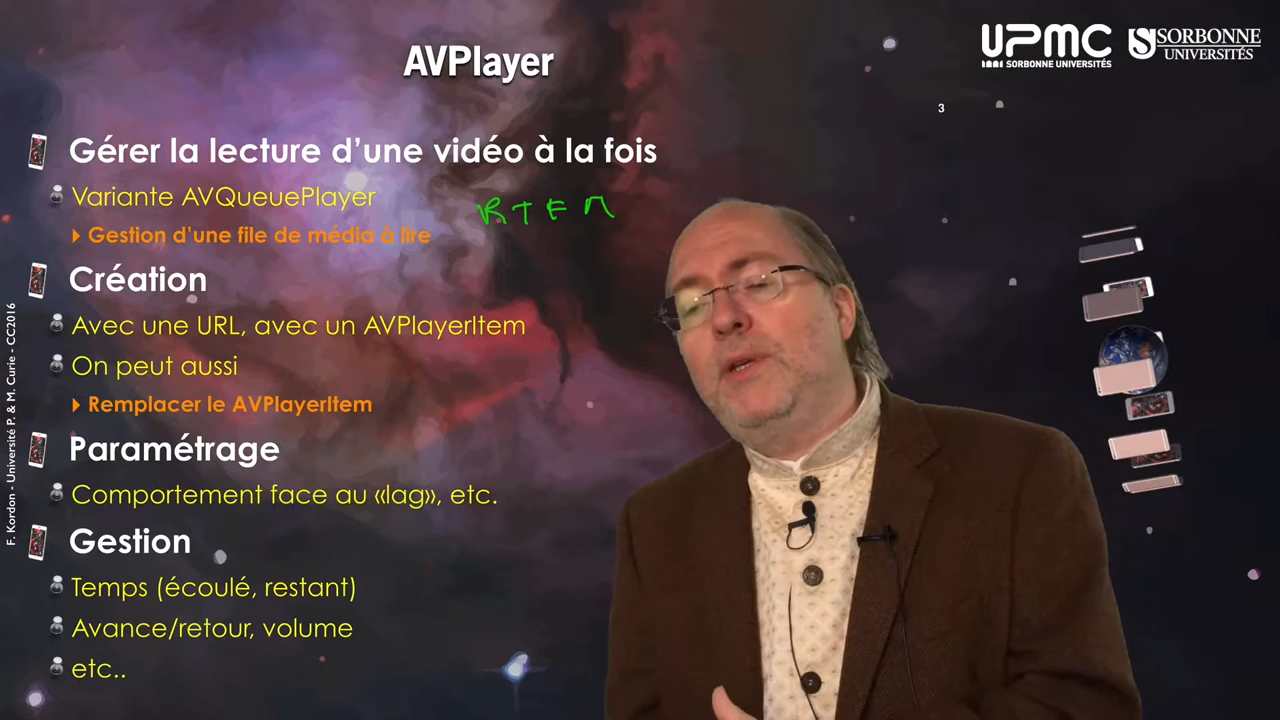 AVPlayer
UPMC
SORBONNE UNIVERSITÉS
SORBONNE
UNIVERSITÉS
3
Gérer la lecture d’une vidéo à la fois
Variante AVQueuePlayer
RTFM
Gestion d’une file de média à lire
Création
Avec une URL, avec un AVPlayerItem
On peut aussi
Remplacer le AVPlayerItem
Paramétrage
Comportement face au «lag», etc.
Gestion
Temps (écoulé, restant)
Avance/retour, volume
etc..
F. Kordon - Université P. & M. Curie - CC2016